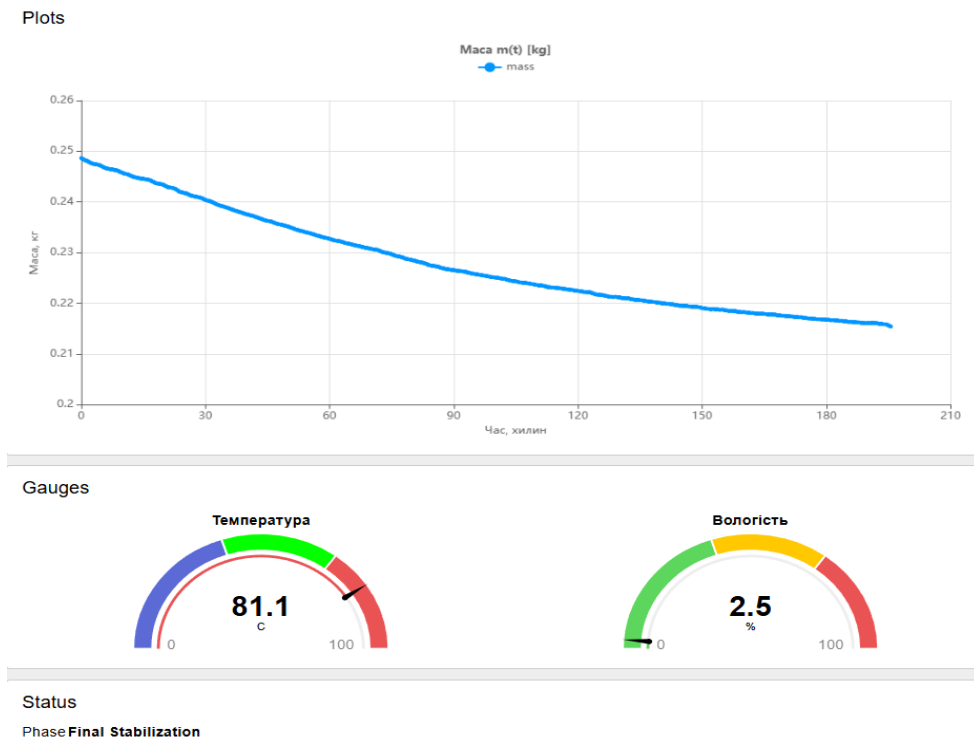 Plots
Маса m(t) [kg]
mass
0.26
0.25
0.24
0.23
0.22
0.21
0.2
Маса, кг
0 30 60 90 120 150 180 210
Час, хилин
Gauges
Температура Вологість
81.1 2.5
C %
0 100 0 100
Status
Phase Final Stabilization